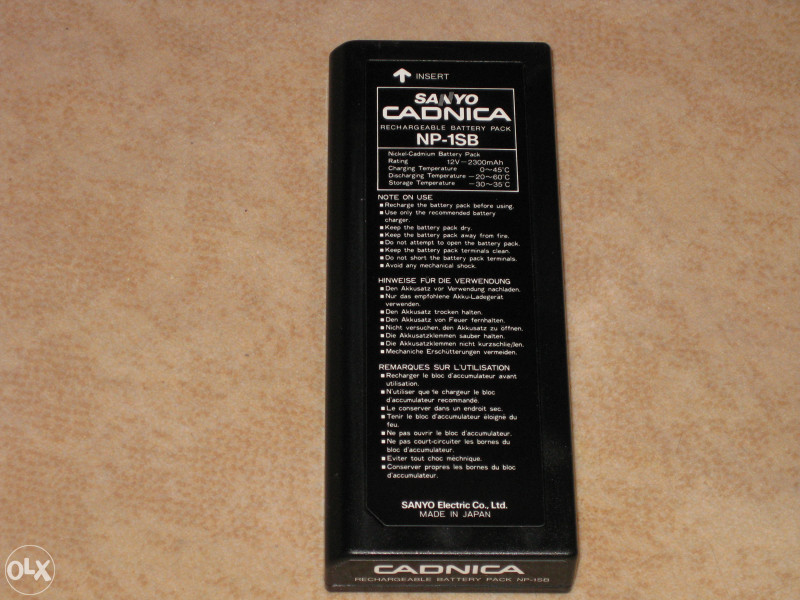 INSERT
SANYO
CADNICA
RECHARGEABLE BATTERY PACK
NP-1SB
Nickel-Cadmium Battery Pack
Rating 12V - 2300mAh
Charging Temperature 0~45°C
Discharging Temperature -20~60°C
Storage Temperature -30~35°C
NOTE ON USE
■ Recharge the battery pack before using.
■ Use only the recommended battery
charger.
■ Keep the battery pack dry.
■ Keep the battery pack away from fire.
■ Do not attempt to open the battery pack.
■ Keep the battery pack terminals clean.
■ Do not short the battery pack terminals.
■ Avoid any mechanical shock.
HINWEISE FÜR DIE VERWENDUNG
■ Den Akkusatz vor Verwendung nachladen.
■ Nur das empfohlene Akku-Ladegerät
verwenden.
■ Den Akkusatz trocken halten.
■ Den Akkusatz von Feuer fernhalten.
■ Nicht versuchen, den Akkusatz zu öffnen.
■ Die Akkusatzklemmen sauber halten.
■ Die Akkusatzklemmen nicht kurzschließen.
■ Mechaniche Erschütterungen vermeiden.
REMARQUES SUR L'UTILISATION
■ Recharger le bloc d'accumulateur avant
utilisation.
■ N'utiliser que le chargeur le bloc
d'accumulateur recommandé.
■ Le conserver dans un endroit sec.
■ Tenir le bloc d'accumulateur éloigné du
feu.
■ Ne pas ouvrir le bloc d'accumulateur.
■ Ne pas court-circuiter les bornes du
bloc d'accumulateur.
■ Eviter tout choc mechnique.
■ Conserver propres les bornes du bloc
d'accumulateur.
SANYO Electric Co., Ltd.
MADE IN JAPAN
CADNICA
RECHARGEABLE BATTERY PACK NP-1SB
OLX